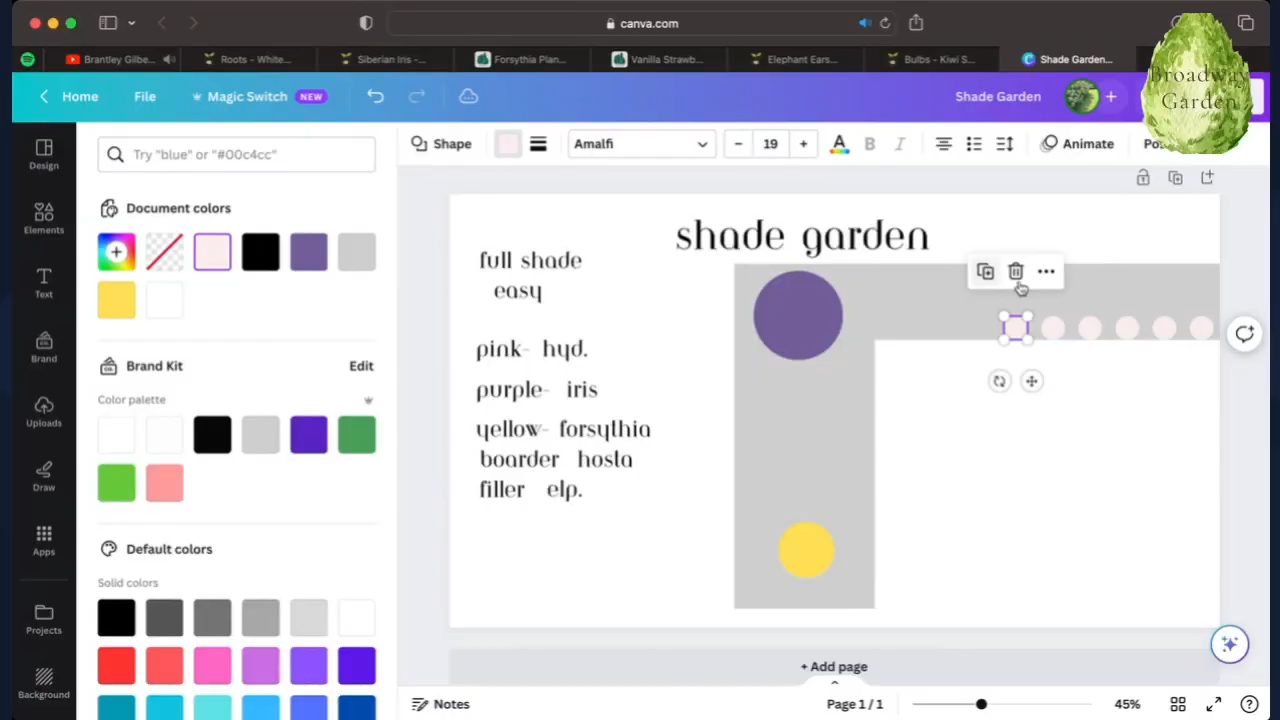 canva.com
Brantley Gilbe...
Roots - White...
Siberian Iris -...
Forsythia Plan...
Vanilla Strawb...
Elephant Ears...
Bulbs - Kiwi S...
Shade Garden...
Broadway
Garden
Home
File
Magic Switch
NEW
Shade Garden
Shape
Amalfi
19
A
B
I
Animate
Po
Try "blue" or "#00c4cc"
Design
Elements
Text
Brand
Uploads
Draw
Apps
Projects
Background
Document colors
Brand Kit
Edit
Color palette
Default colors
Solid colors
shade garden
full shade
easy
pink- hyd.
purple- iris
yellow- forsythia
boarder hosta
filler elp.
+ Add page
Notes
Page 1 / 1
45%